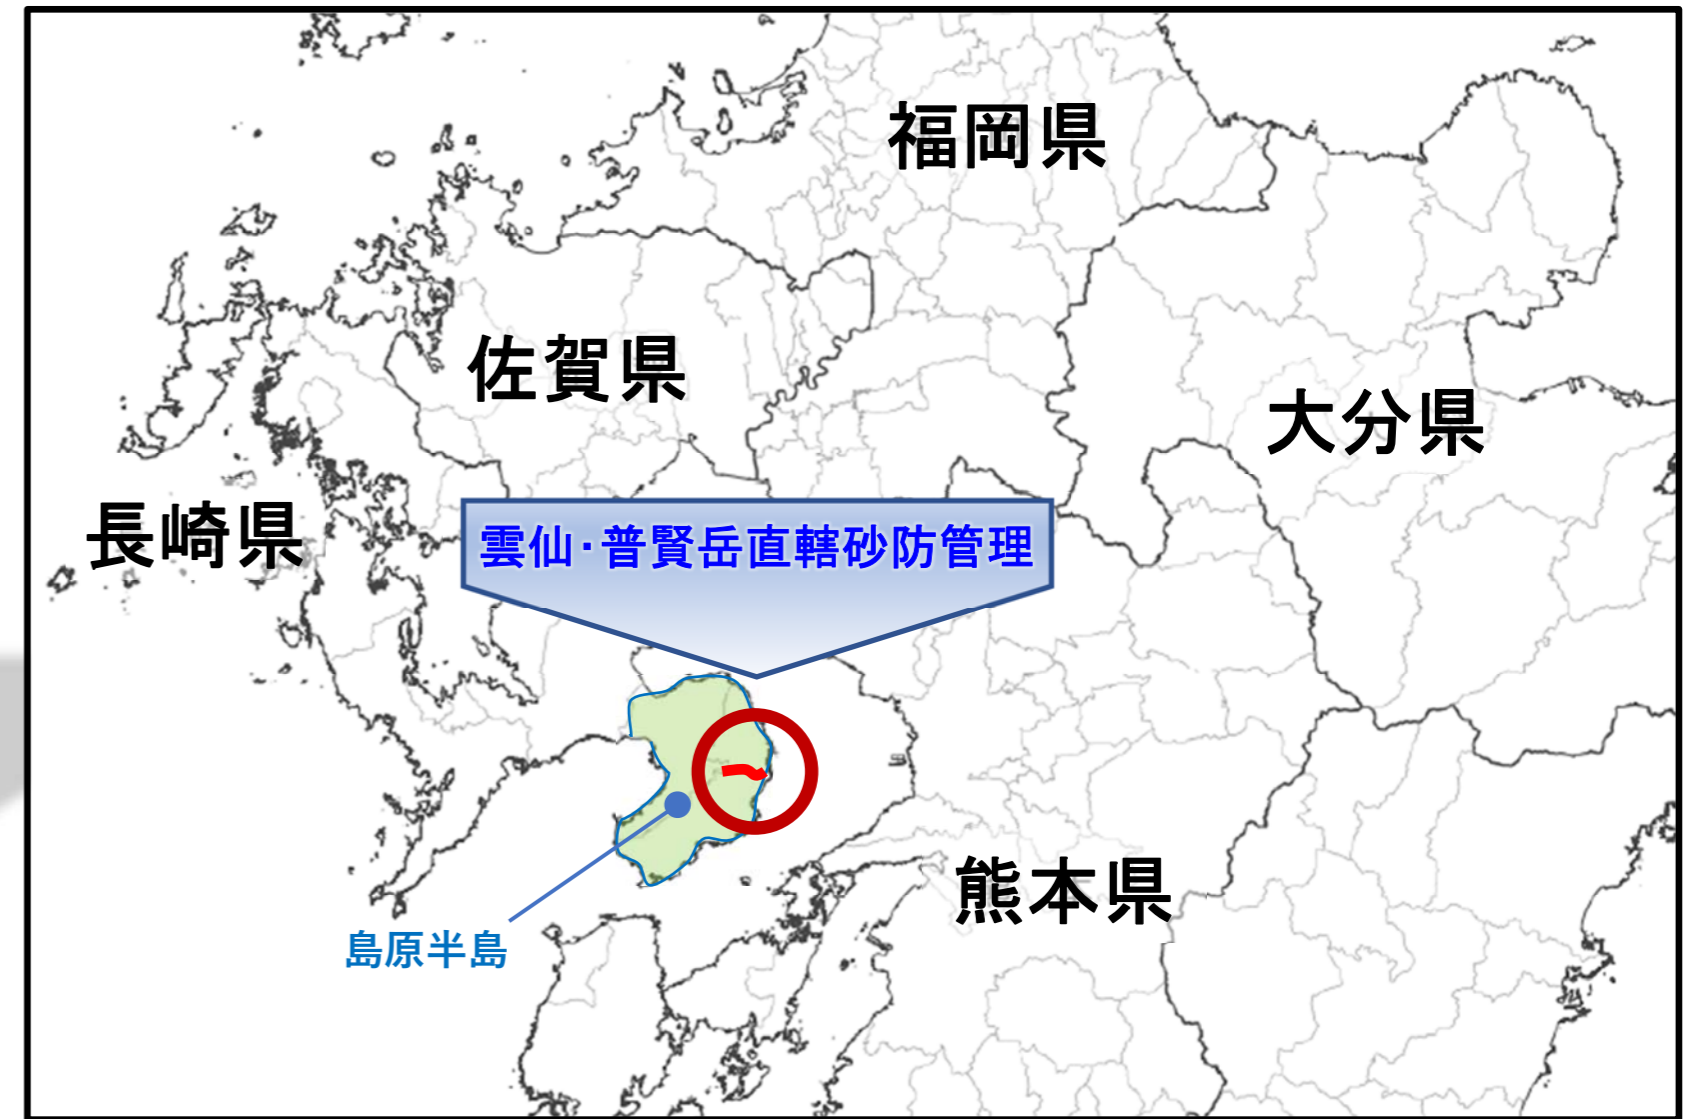 福岡県
佐賀県
大分県
長崎県
雲仙・普賢岳直轄砂防管理
熊本県
島原半島